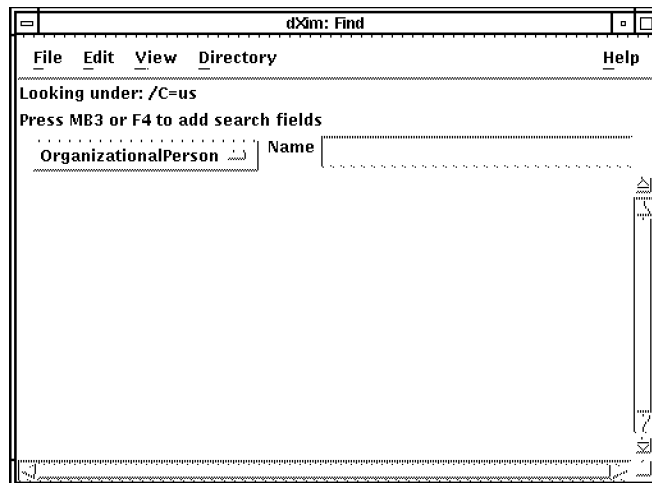 dXim: Find
File Edit View Directory Help
Looking under: /C=us
Press MB3 or F4 to add search fields
OrganizationalPerson Name